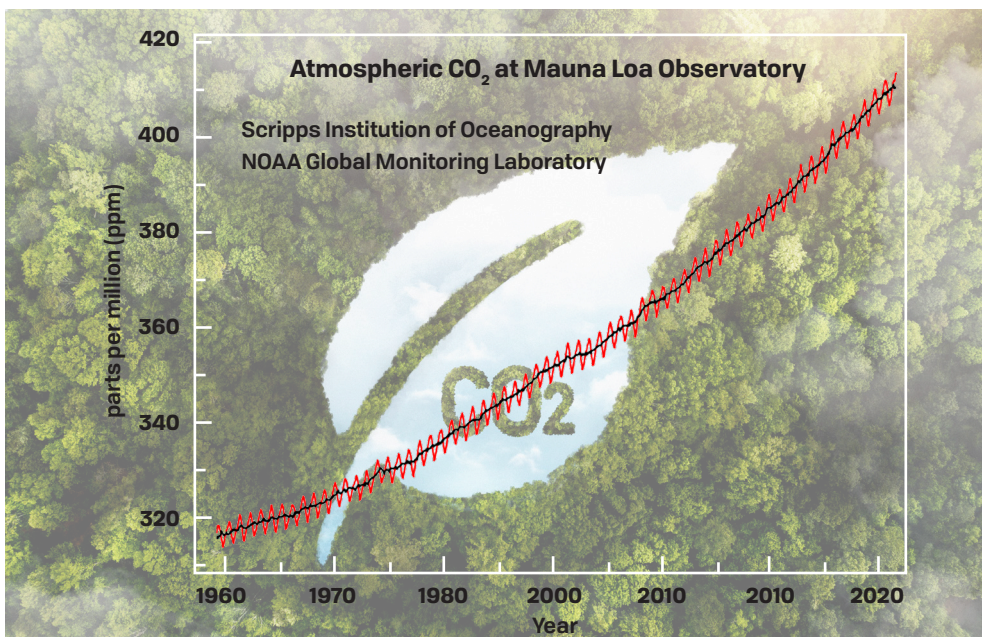 Atmospheric CO₂ at Mauna Loa Observatory
Scripps Institution of Oceanography
NOAA Global Monitoring Laboratory
parts per million (ppm)
420
400
380
360
340
320
CO2
1960 1970 1980 2000 2010 2010 2020
Year